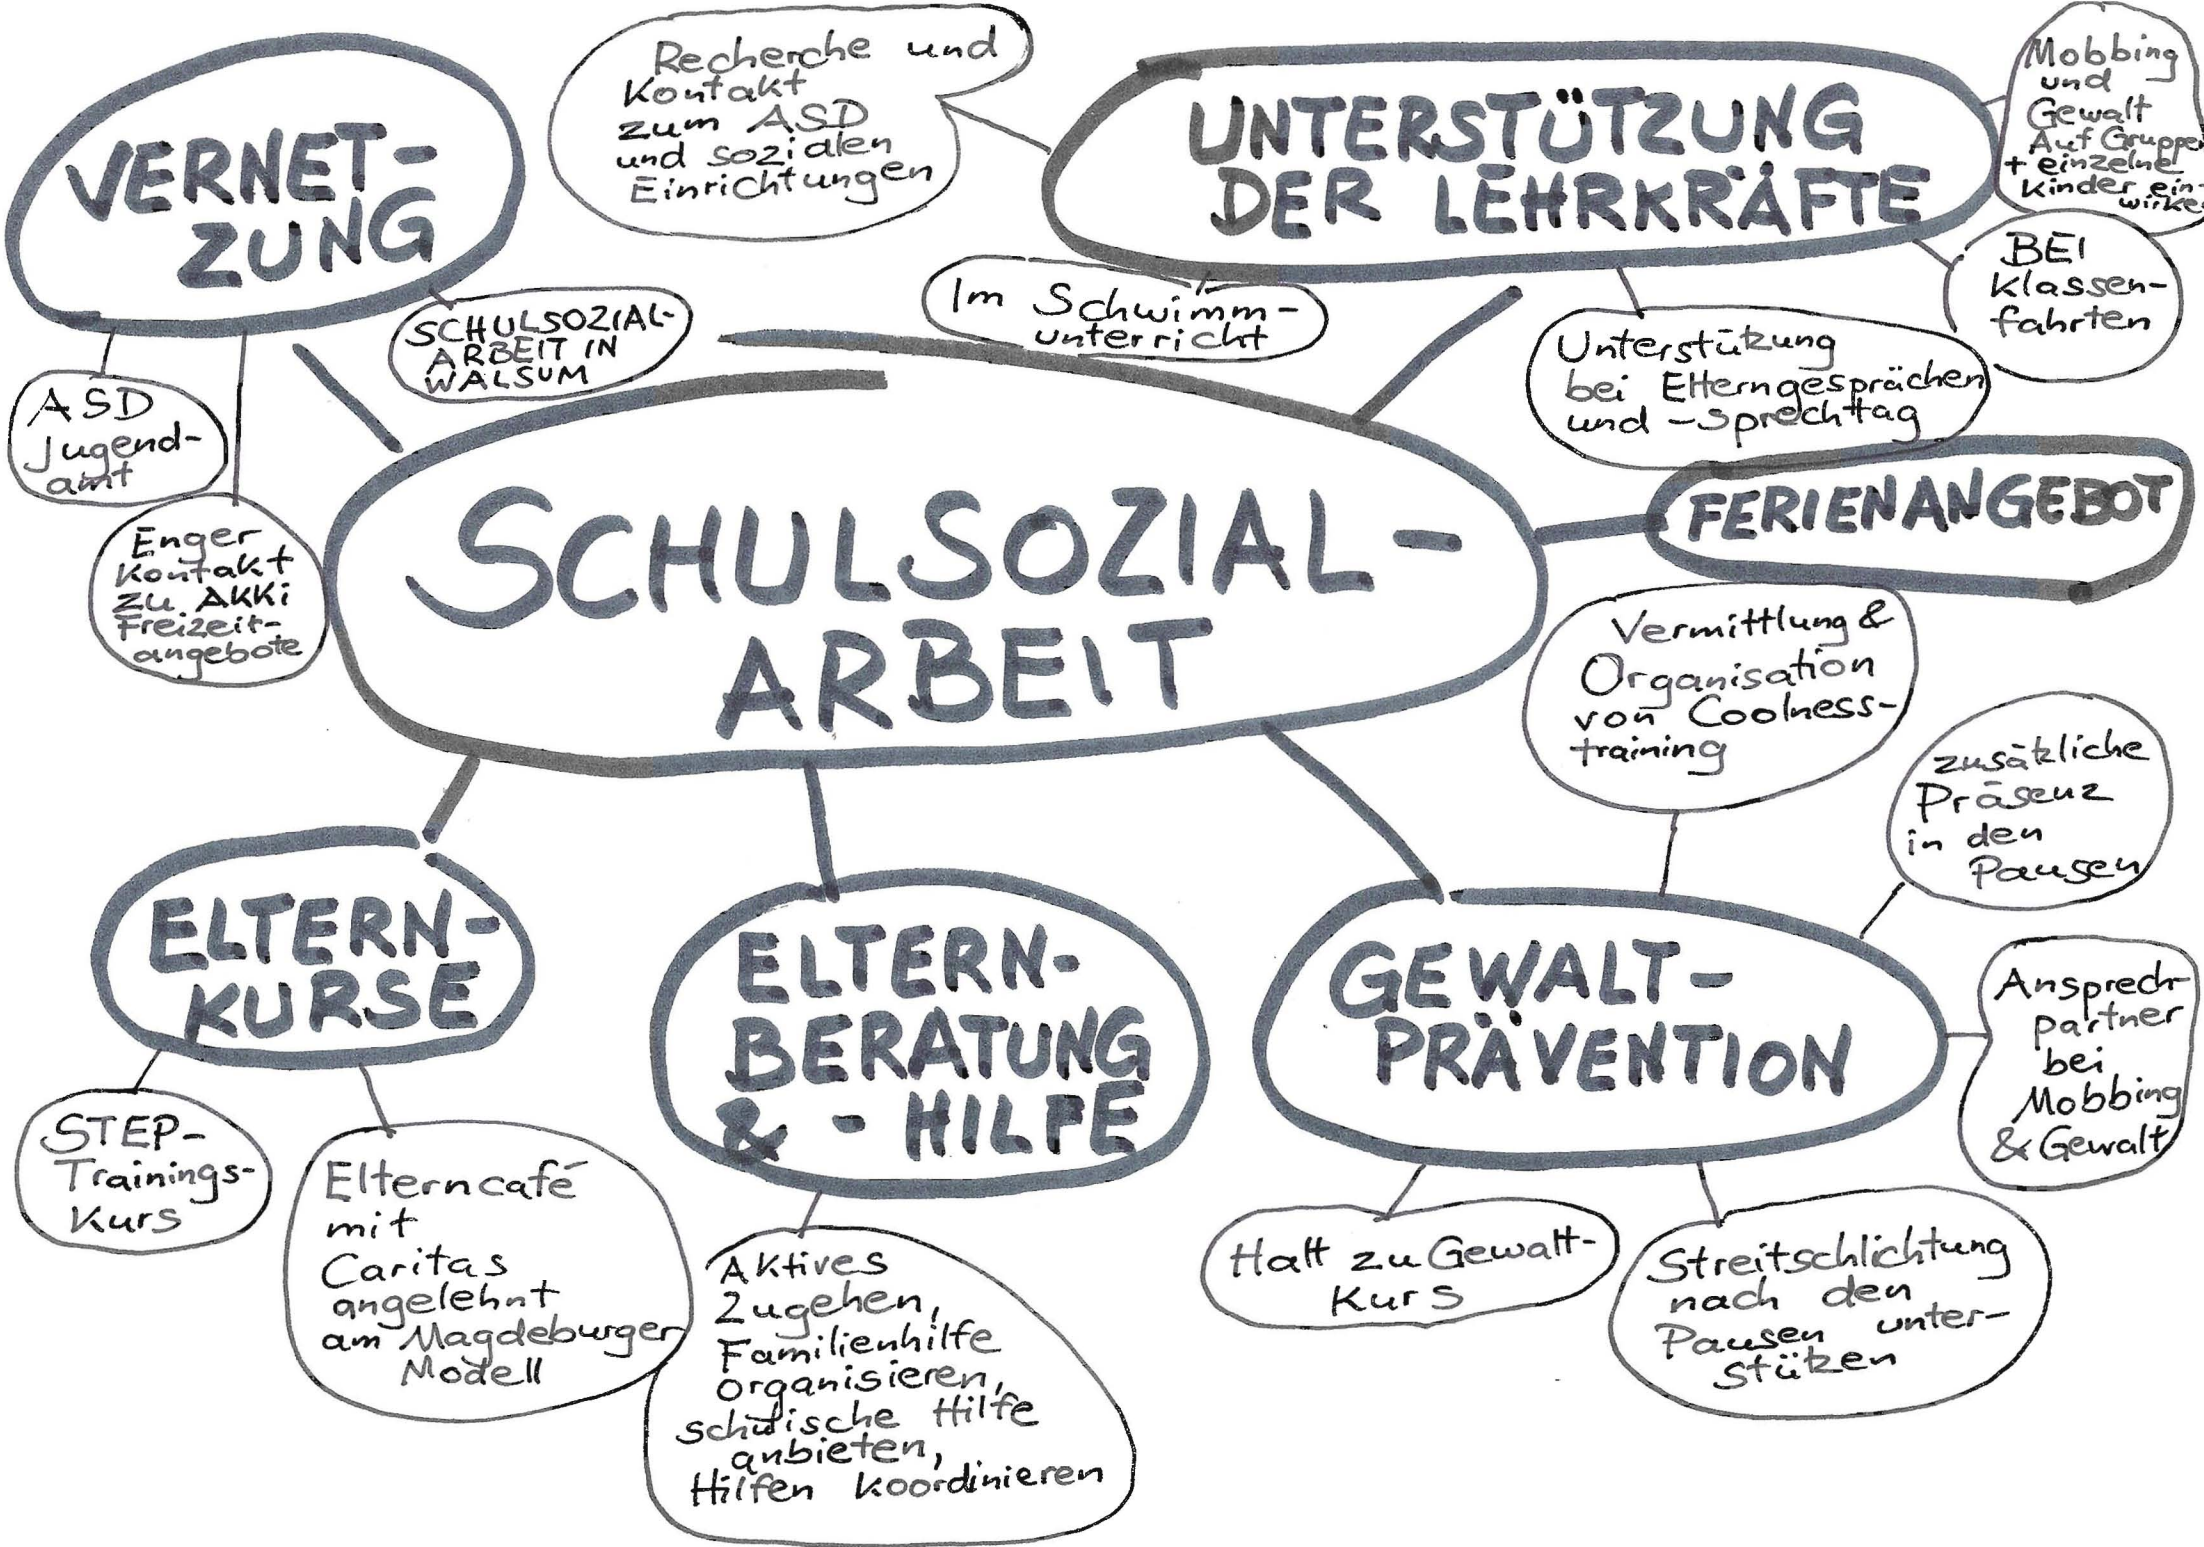 VERNET-
ZUNG
ASD
Jugend-
amt
Enger
Kontakt
zu AKKi
Freizeit-
angebote
SCHULSOZIAL-
ARBEIT IN
WALSUM
Recherche und
Kontakt
zum ASD
und sozialen
Einrichtungen
UNTERSTÜTZUNG
DER LEHRKRÄFTE
Mobbing
und
Gewalt
Auf Gruppen
+ einzelne
Kinder ein-
wirken
BEI
Klassen-
fahrten
Im Schwimm-
unterricht
Unterstützung
bei Elterngesprächen
und -sprechtag
SCHULSOZIAL-
ARBEIT
FERIENANGEBOT
Vermittlung &
Organisation
von Coolness-
training
zusätzliche
Präsenz
in den
Pausen
ELTERN-
KURSE
STEP-
Trainings-
Kurs
Elterncafé
mit
Caritas
angelehnt
am Magdeburger
Modell
ELTERN-
BERATUNG
& - HILFE
Aktives
Zugehen,
Familienhilfe
organisieren,
schulische Hilfe
anbieten,
Hilfen koordinieren
GEWALT-
PRÄVENTION
Ansprech-
partner
bei
Mobbing
& Gewalt
Halt zu Gewalt-
Kurs
Streitschlichtung
nach den
Pausen unter-
stützen